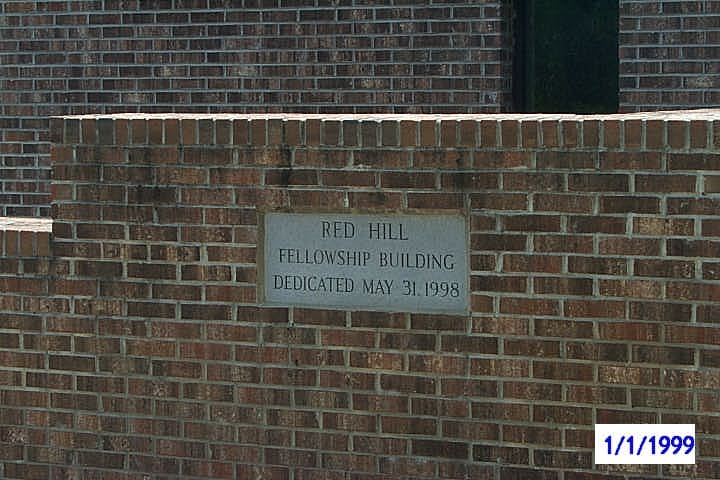 RED HILL
FELLOWSHIP BUILDING
DEDICATED MAY 31, 1998
1/1/1999